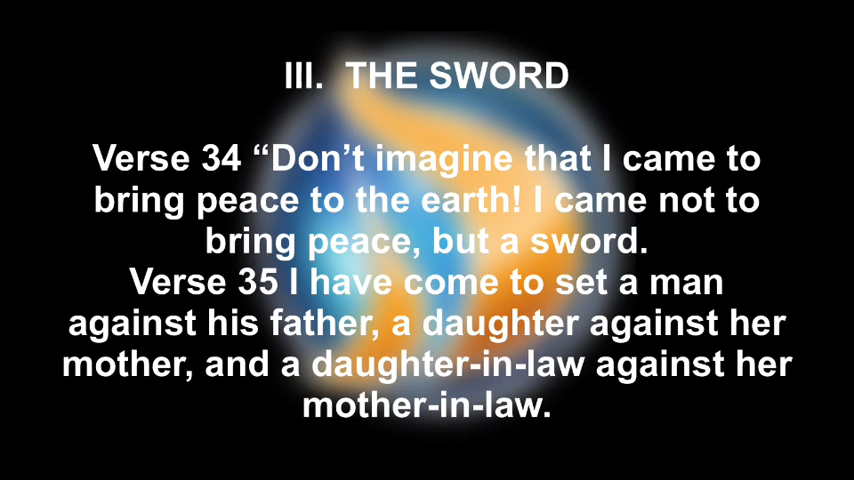 III.  THE SWORD
Verse 34 “Don’t imagine that I came to
bring peace to the earth! I came not to
bring peace, but a sword.
Verse 35 I have come to set a man
against his father, a daughter against her
mother, and a daughter-in-law against her
mother-in-law.